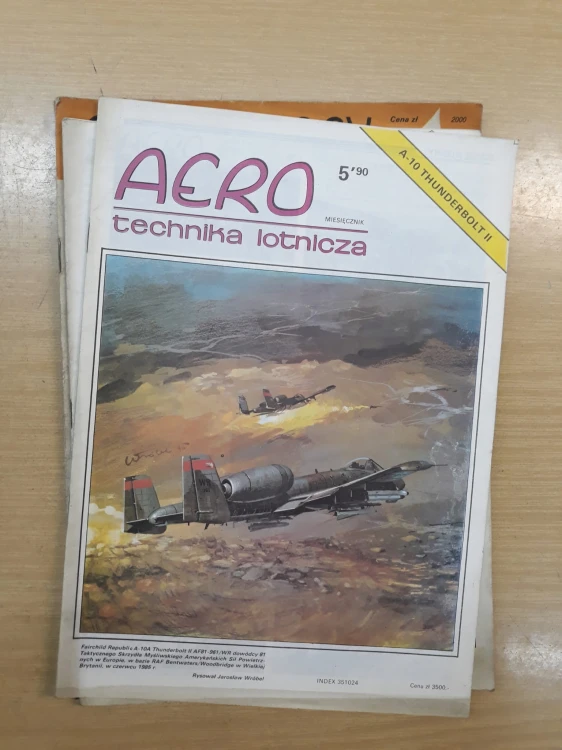 Cena zł 2000
AERO
5'90
MIESIĘCZNIK
technika lotnicza
A-10 THUNDERBOLT II
Fairchild Republic A-10A Thunderbolt II AF81-961/WR dowódcy 81
Taktycznego Skrzydła Myśliwskiego Amerykańskich Sił Powietrz-
nych w Europie, w bazie RAF Bentwaters/Woodbridge w Wielkiej
Brytanii, w czerwcu 1985 r.
Rysował Jarosław Wróbel
INDEX 351024
Cena zł 3900.-